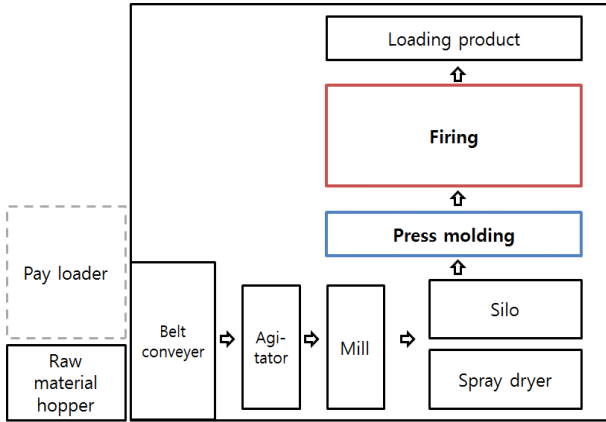 Loading product
Firing
Press molding
Pay loader
Silo
Belt
conveyer
Agi-
tator
Mill
Raw
material
hopper
Spray dryer